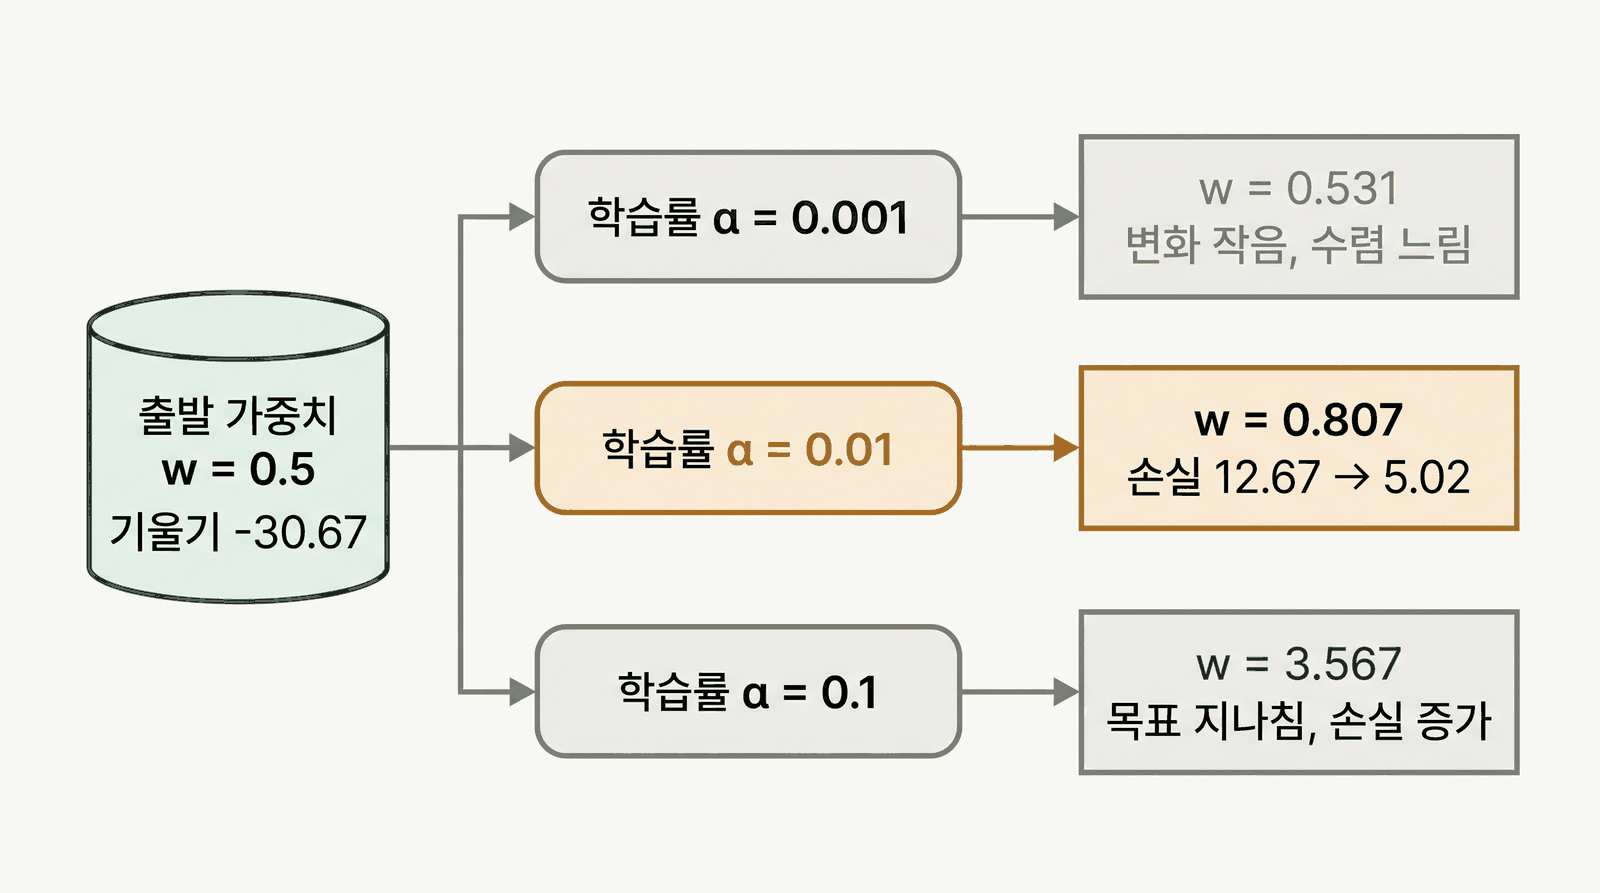 출발 가중치
w = 0.5
기울기 -30.67
학습률 α = 0.001
w = 0.531
변화 작음, 수렴 느림
학습률 α = 0.01
w = 0.807
손실 12.67 → 5.02
학습률 α = 0.1
w = 3.567
목표 지나침, 손실 증가